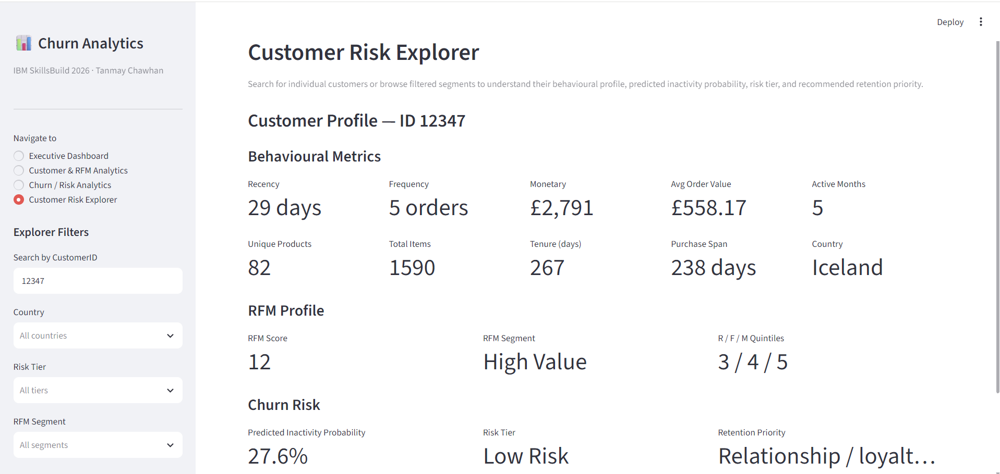 Deploy
Churn Analytics
IBM SkillsBuild 2026 · Tanmay Chawhan
Navigate to
Executive Dashboard
Customer & RFM Analytics
Churn / Risk Analytics
Customer Risk Explorer
Explorer Filters
Search by CustomerID
12347
Country
All countries
Risk Tier
All tiers
RFM Segment
All segments
Customer Risk Explorer
Search for individual customers or browse filtered segments to understand their behavioural profile, predicted inactivity probability, risk tier, and recommended retention priority.
Customer Profile — ID 12347
Behavioural Metrics
Recency Frequency Monetary Avg Order Value Active Months
29 days 5 orders £2,791 £558.17 5
Unique Products Total Items Tenure (days) Purchase Span Country
82 1590 267 238 days Iceland
RFM Profile
RFM Score RFM Segment R / F / M Quintiles
12 High Value 3 / 4 / 5
Churn Risk
Predicted Inactivity Probability Risk Tier Retention Priority
27.6% Low Risk Relationship / loyalt…